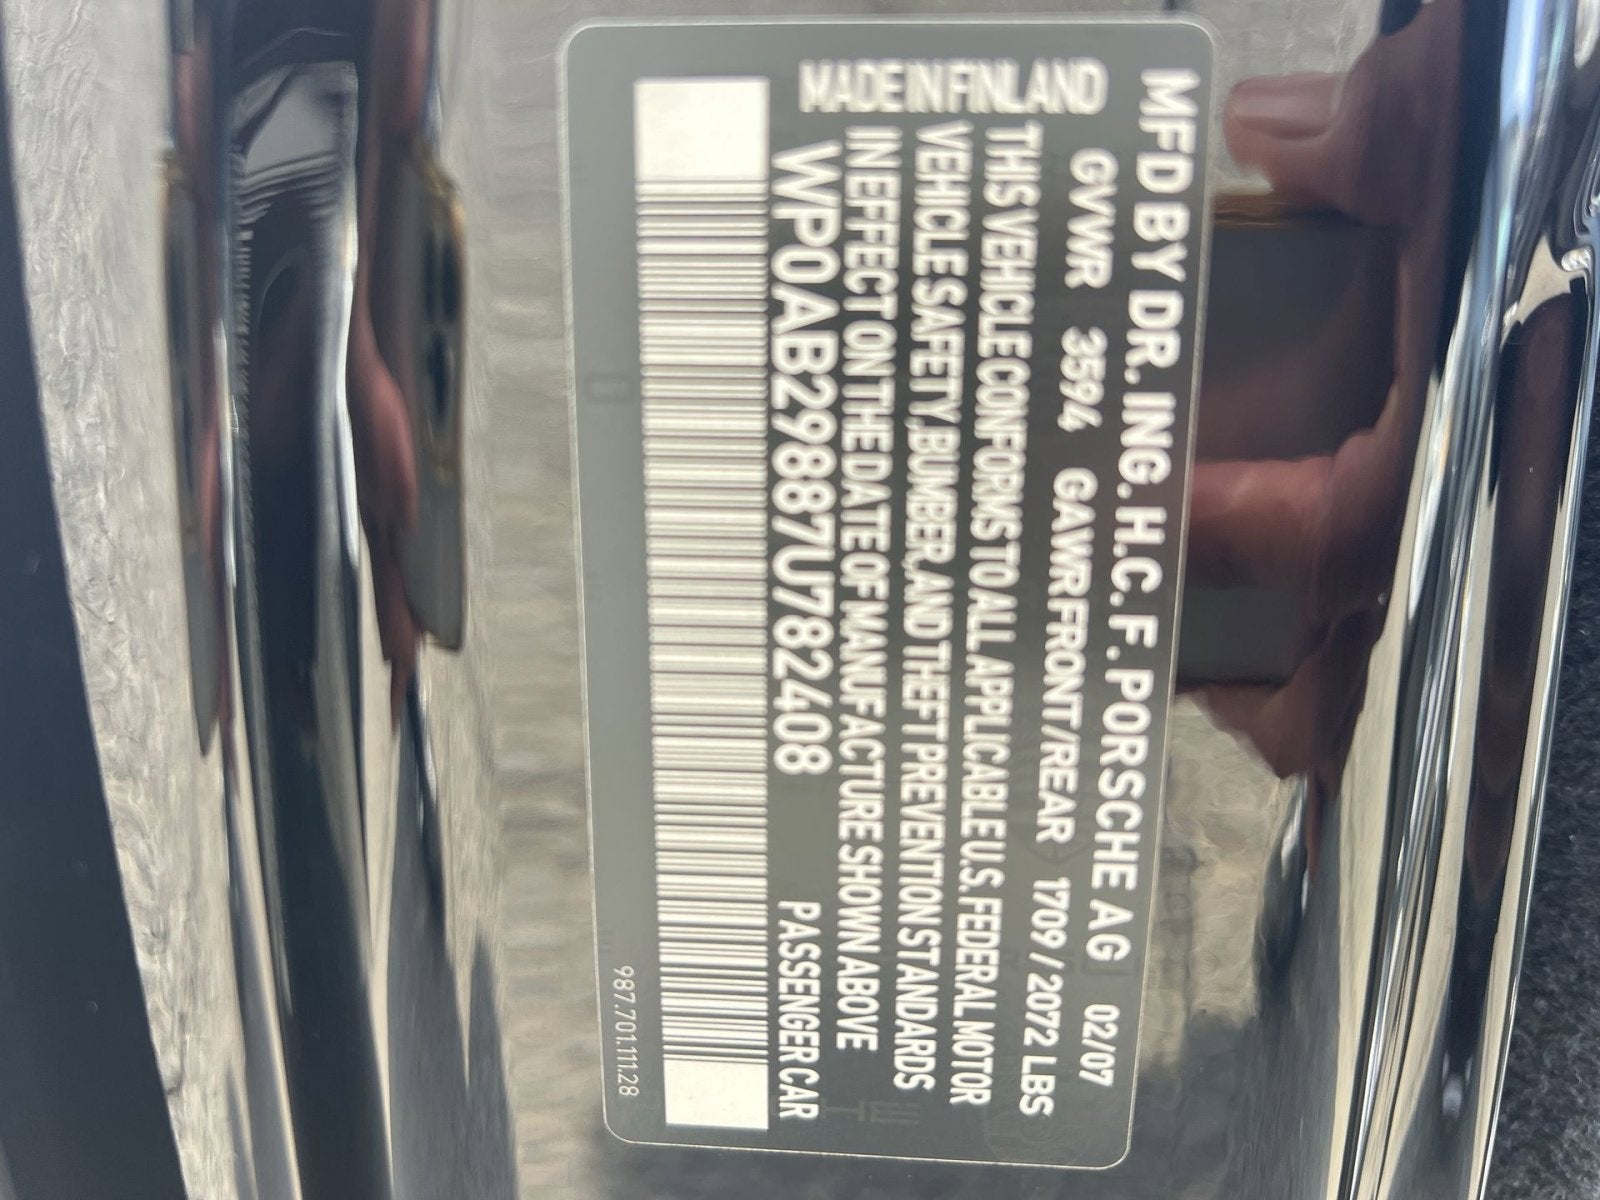 MFD BY DR. ING. H.C. F. PORSCHE AG 02/07
GVWR 3594 GAWR FRONT/REAR 1709 / 2072 LBS
THIS VEHICLE CONFORMS TO ALL APPLICABLE U.S. FEDERAL MOTOR
VEHICLE SAFETY, BUMBER, AND THEFT PREVENTION STANDARDS
IN EFFECT ON THE DATE OF MANUFACTURE SHOWN ABOVE
MADE IN FINLAND
WP0AB29887U782408 PASSENGER CAR
987.701.111.28